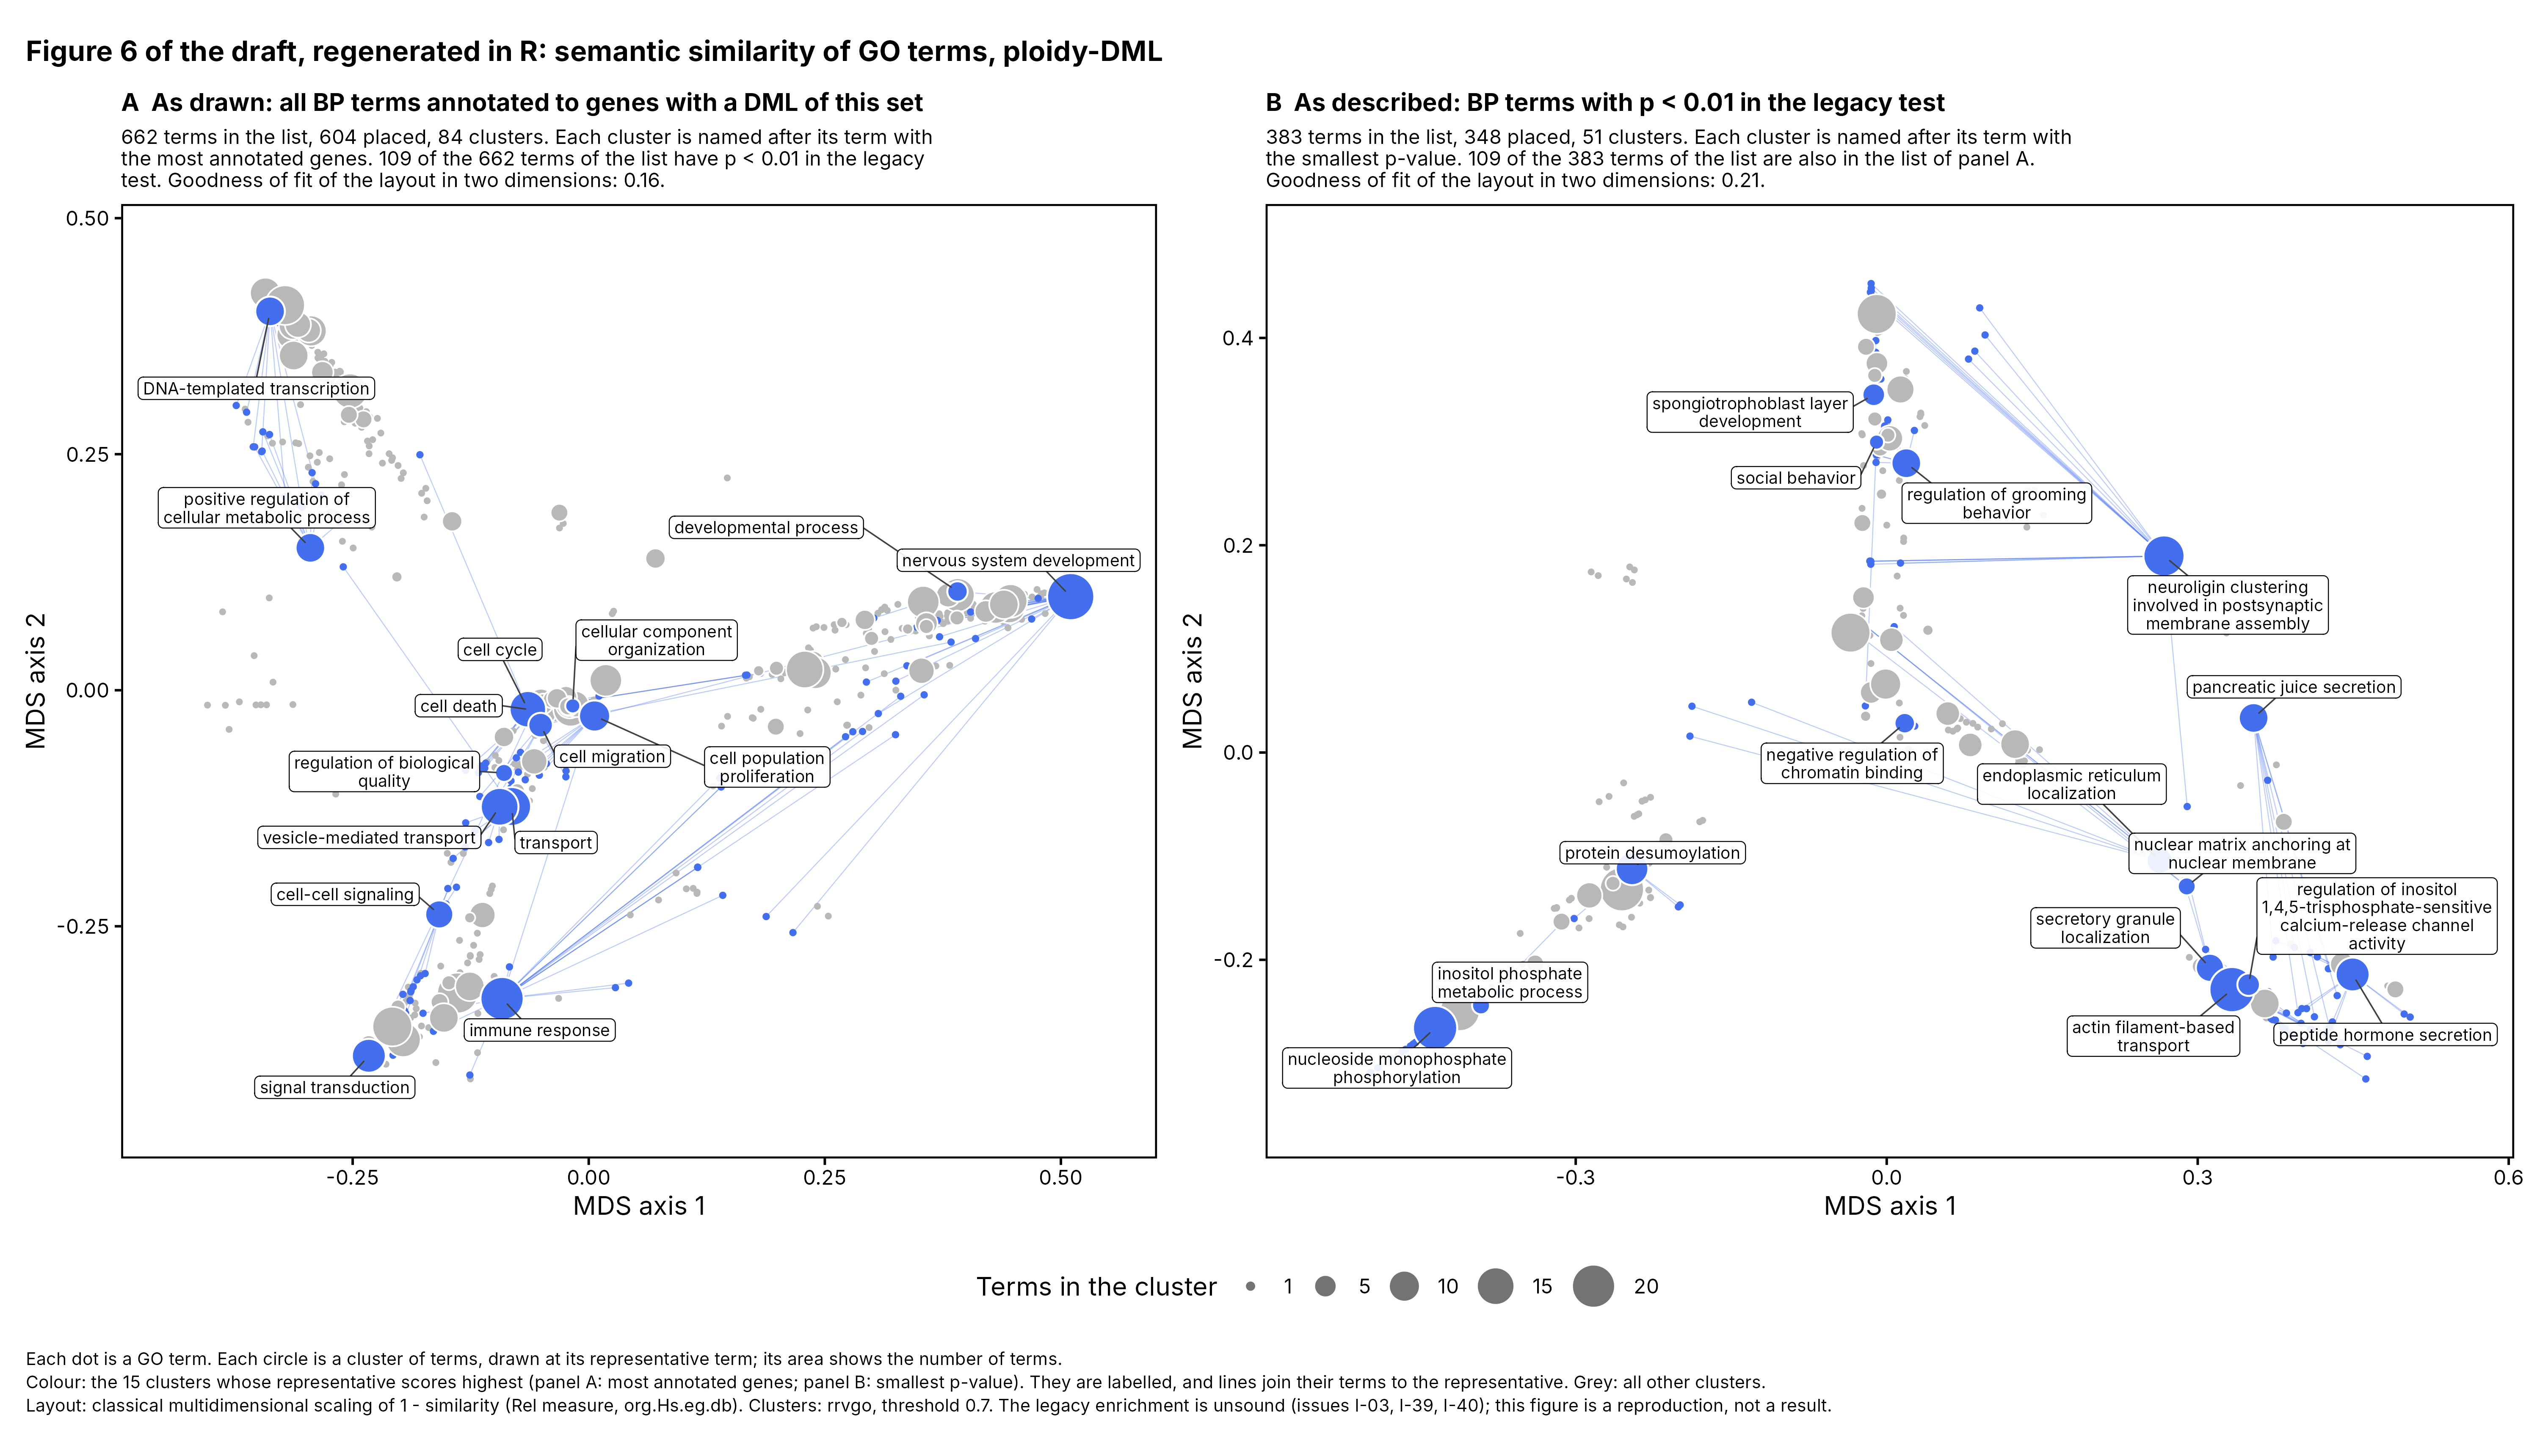 Figure 6 of the draft, regenerated in R: semantic similarity of GO terms, ploidy-DML
A As drawn: all BP terms annotated to genes with a DML of this set
662 terms in the list, 604 placed, 84 clusters. Each cluster is named after its term with
the most annotated genes. 109 of the 662 terms of the list have p < 0.01 in the legacy
test. Goodness of fit of the layout in two dimensions: 0.16.
0.50
0.25
0.00
-0.25
MDS axis 2
DNA-templated transcription
positive regulation of
cellular metabolic process
developmental process
nervous system development
cell cycle
cellular component
organization
cell death
cell migration
cell population
proliferation
regulation of biological
quality
vesicle-mediated transport
transport
cell-cell signaling
immune response
signal transduction
-0.25
0.00
0.25
0.50
MDS axis 1
B As described: BP terms with p < 0.01 in the legacy test
383 terms in the list, 348 placed, 51 clusters. Each cluster is named after its term with
the smallest p-value. 109 of the 383 terms of the list are also in the list of panel A.
Goodness of fit of the layout in two dimensions: 0.21.
0.4
0.2
0.0
-0.2
MDS axis 2
spongiotrophoblast layer
development
social behavior
regulation of grooming
behavior
neuroligin clustering
involved in postsynaptic
membrane assembly
pancreatic juice secretion
negative regulation of
chromatin binding
endoplasmic reticulum
localization
nuclear matrix anchoring at
nuclear membrane
protein desumoylation
regulation of inositol
1,4,5-trisphosphate-sensitive
calcium-release channel
activity
secretory granule
localization
inositol phosphate
metabolic process
actin filament-based
transport
peptide hormone secretion
nucleoside monophosphate
phosphorylation
-0.3
0.0
0.3
0.6
MDS axis 1
Terms in the cluster 1 5 10 15 20
Each dot is a GO term. Each circle is a cluster of terms, drawn at its representative term; its area shows the number of terms.
Colour: the 15 clusters whose representative scores highest (panel A: most annotated genes; panel B: smallest p-value). They are labelled, and lines join their terms to the representative. Grey: all other clusters.
Layout: classical multidimensional scaling of 1 - similarity (Rel measure, org.Hs.eg.db). Clusters: rrvgo, threshold 0.7. The legacy enrichment is unsound (issues I-03, I-39, I-40); this figure is a reproduction, not a result.